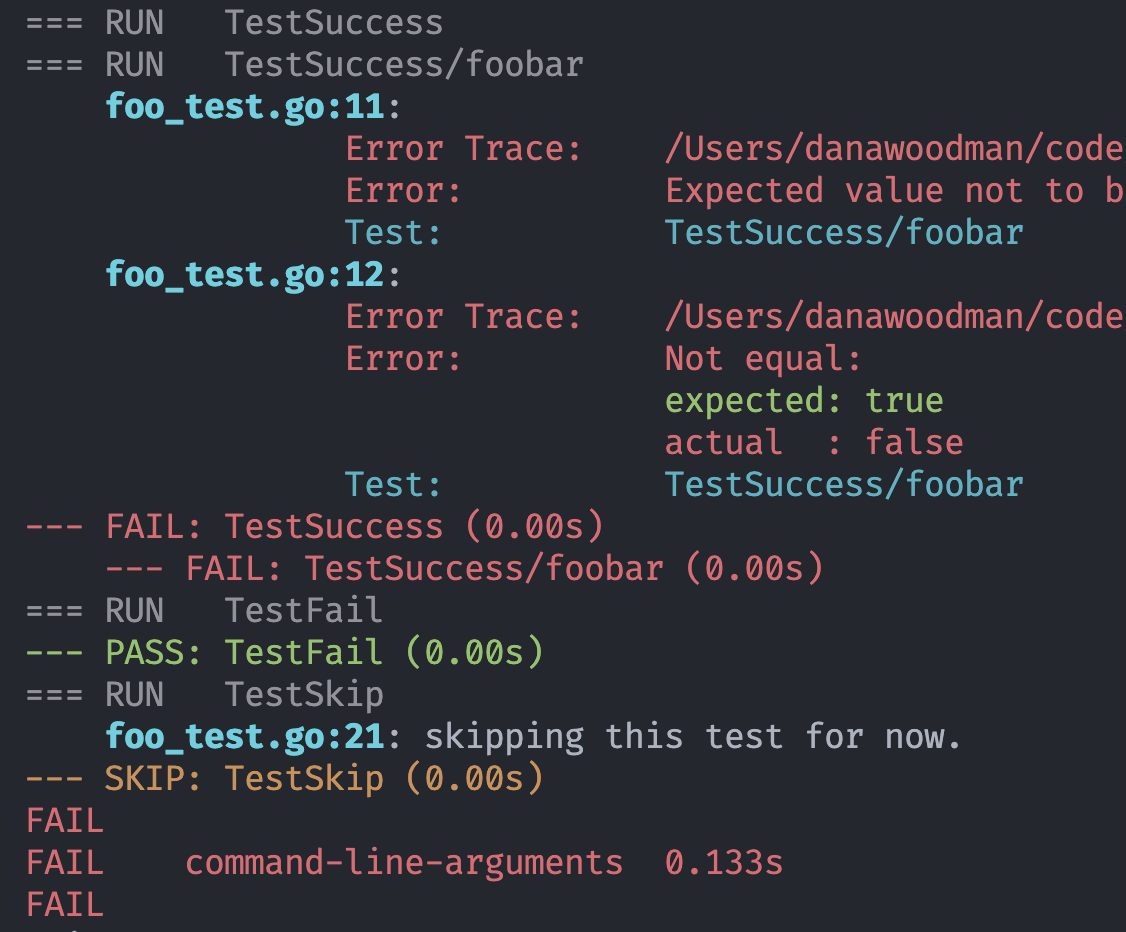 === RUN   TestSuccess
=== RUN   TestSuccess/foobar
    foo_test.go:11:
                Error Trace:    /Users/danawoodman/code
                Error:          Expected value not to b
                Test:           TestSuccess/foobar
    foo_test.go:12:
                Error Trace:    /Users/danawoodman/code
                Error:          Not equal:
                                expected: true
                                actual  : false
                Test:           TestSuccess/foobar
--- FAIL: TestSuccess (0.00s)
    --- FAIL: TestSuccess/foobar (0.00s)
=== RUN   TestFail
--- PASS: TestFail (0.00s)
=== RUN   TestSkip
    foo_test.go:21: skipping this test for now.
--- SKIP: TestSkip (0.00s)
FAIL
FAIL    command-line-arguments  0.133s
FAIL